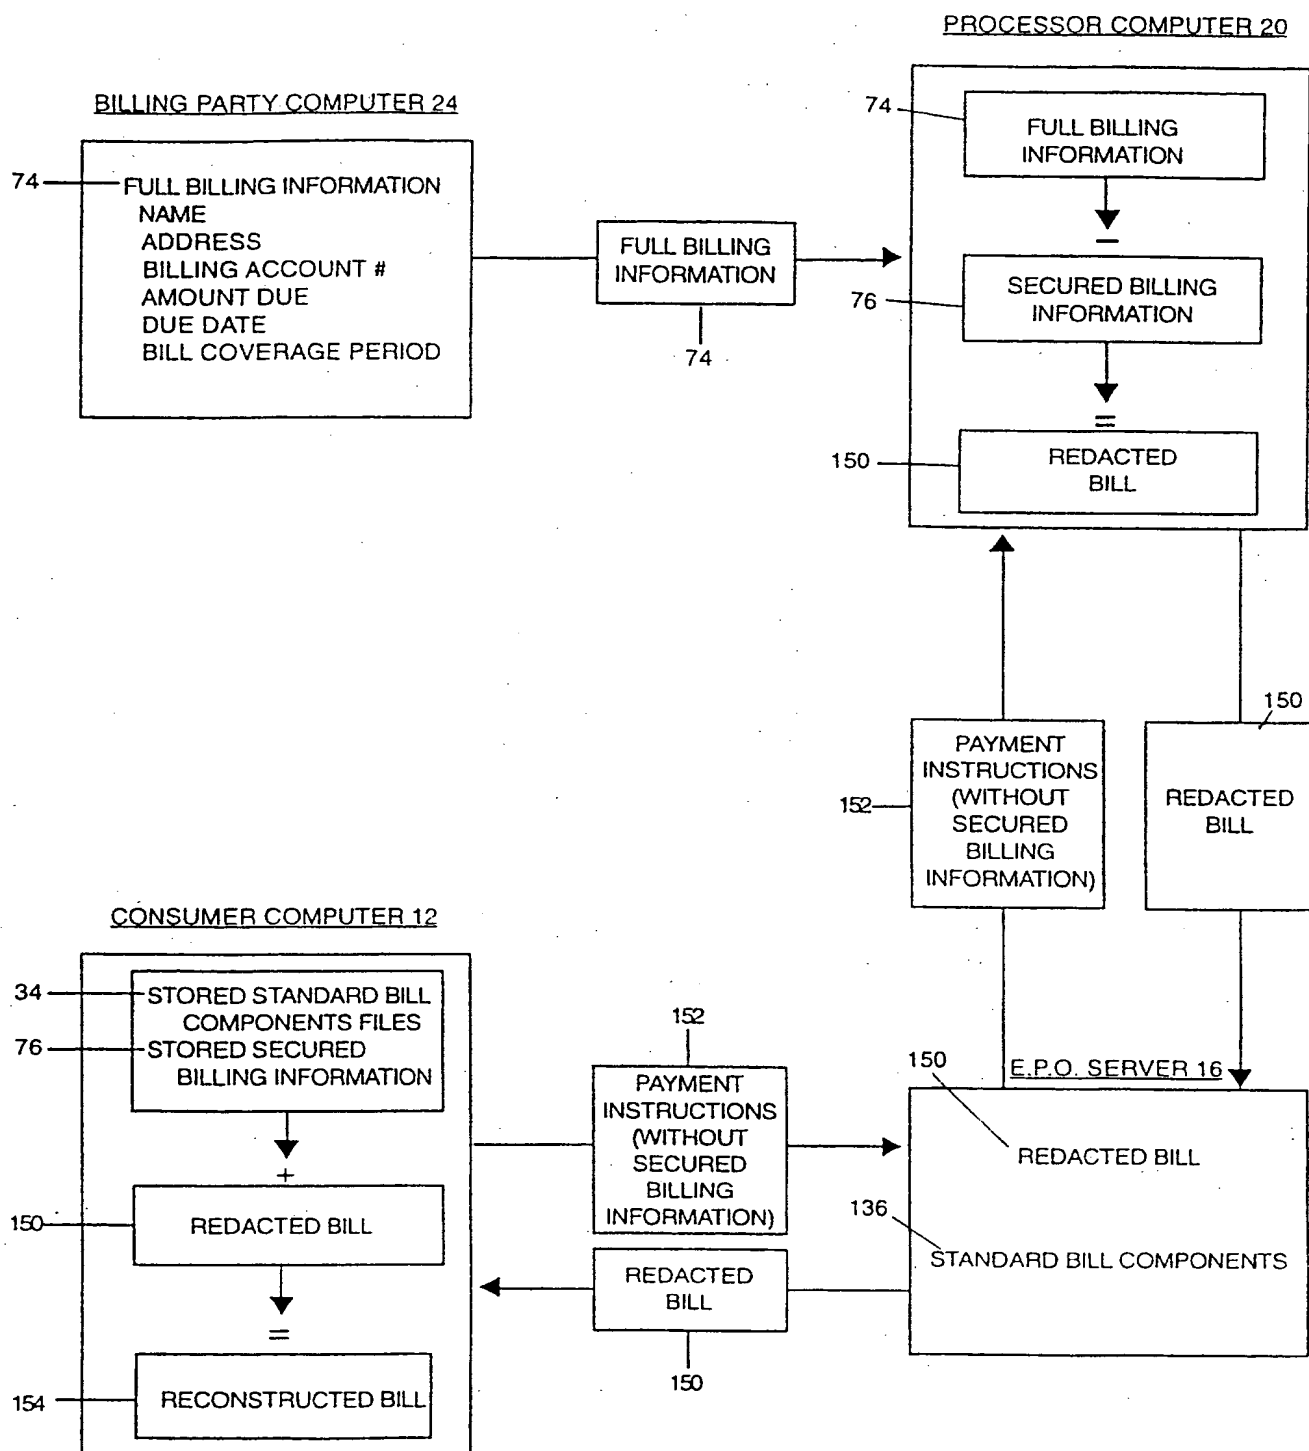 PROCESSOR COMPUTER 20
74
FULL BILLING
INFORMATION
–
76
SECURED BILLING
INFORMATION
=
150
REDACTED
BILL
BILLING PARTY COMPUTER 24
74
FULL BILLING INFORMATION
NAME
ADDRESS
BILLING ACCOUNT #
AMOUNT DUE
DUE DATE
BILL COVERAGE PERIOD
FULL BILLING
INFORMATION
74
152
PAYMENT
INSTRUCTIONS
(WITHOUT
SECURED
BILLING
INFORMATION)
150
REDACTED
BILL
CONSUMER COMPUTER 12
34
STORED STANDARD BILL
COMPONENTS FILES
76
STORED SECURED
BILLING INFORMATION
+
150
REDACTED BILL
=
154
RECONSTRUCTED BILL
152
PAYMENT
INSTRUCTIONS
(WITHOUT
SECURED
BILLING
INFORMATION)
REDACTED
BILL
150
E.P.O. SERVER 16
150
REDACTED BILL
136
STANDARD BILL COMPONENTS